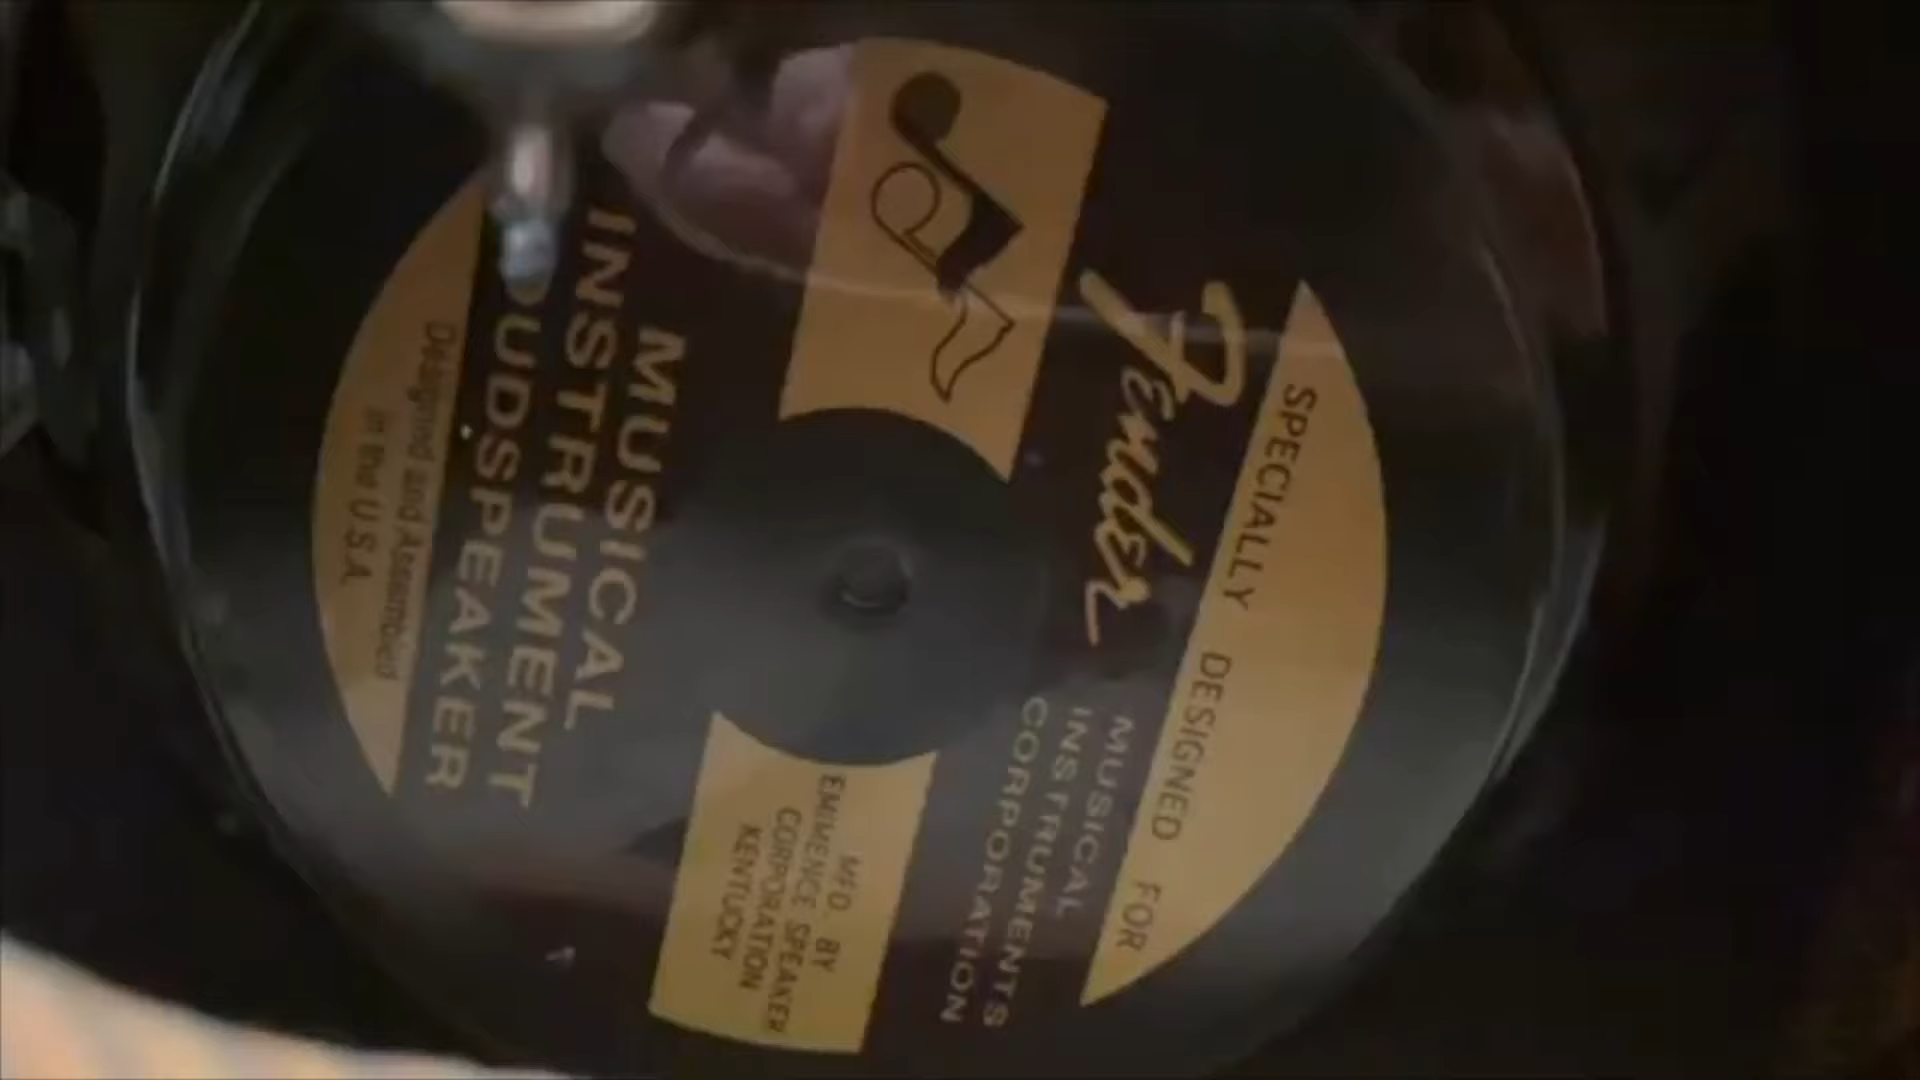 SPECIALLY DESIGNED FOR
Fender
MUSICAL
INSTRUMENTS
CORPORATION
MFD. BY
EMINENCE SPEAKER
CORPORATION
KENTUCKY
MUSICAL
INSTRUMENT
LOUDSPEAKER
Designed and Assembled
in the U.S.A.